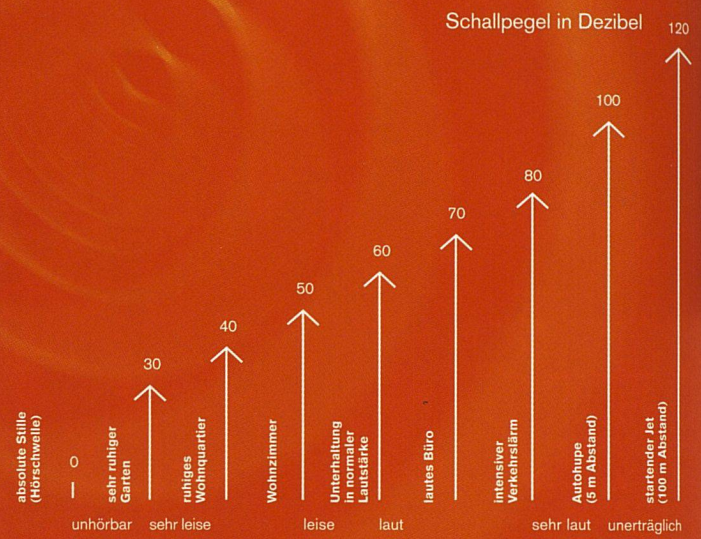 Schallpegel in Dezibel
120
100
80
70
60
50
40
30
0
absolute Stille
(Hörschwelle)
sehr ruhiger
Garten
ruhiges
Wohnquartier
Wohnzimmer
Unterhaltung
in normaler
Lautstärke
lautes Büro
intensiver
Verkehrslärm
Autohupe
(5 m Abstand)
startender Jet
(100 m Abstand)
unhörbar
sehr leise
leise
laut
sehr laut
unerträglich